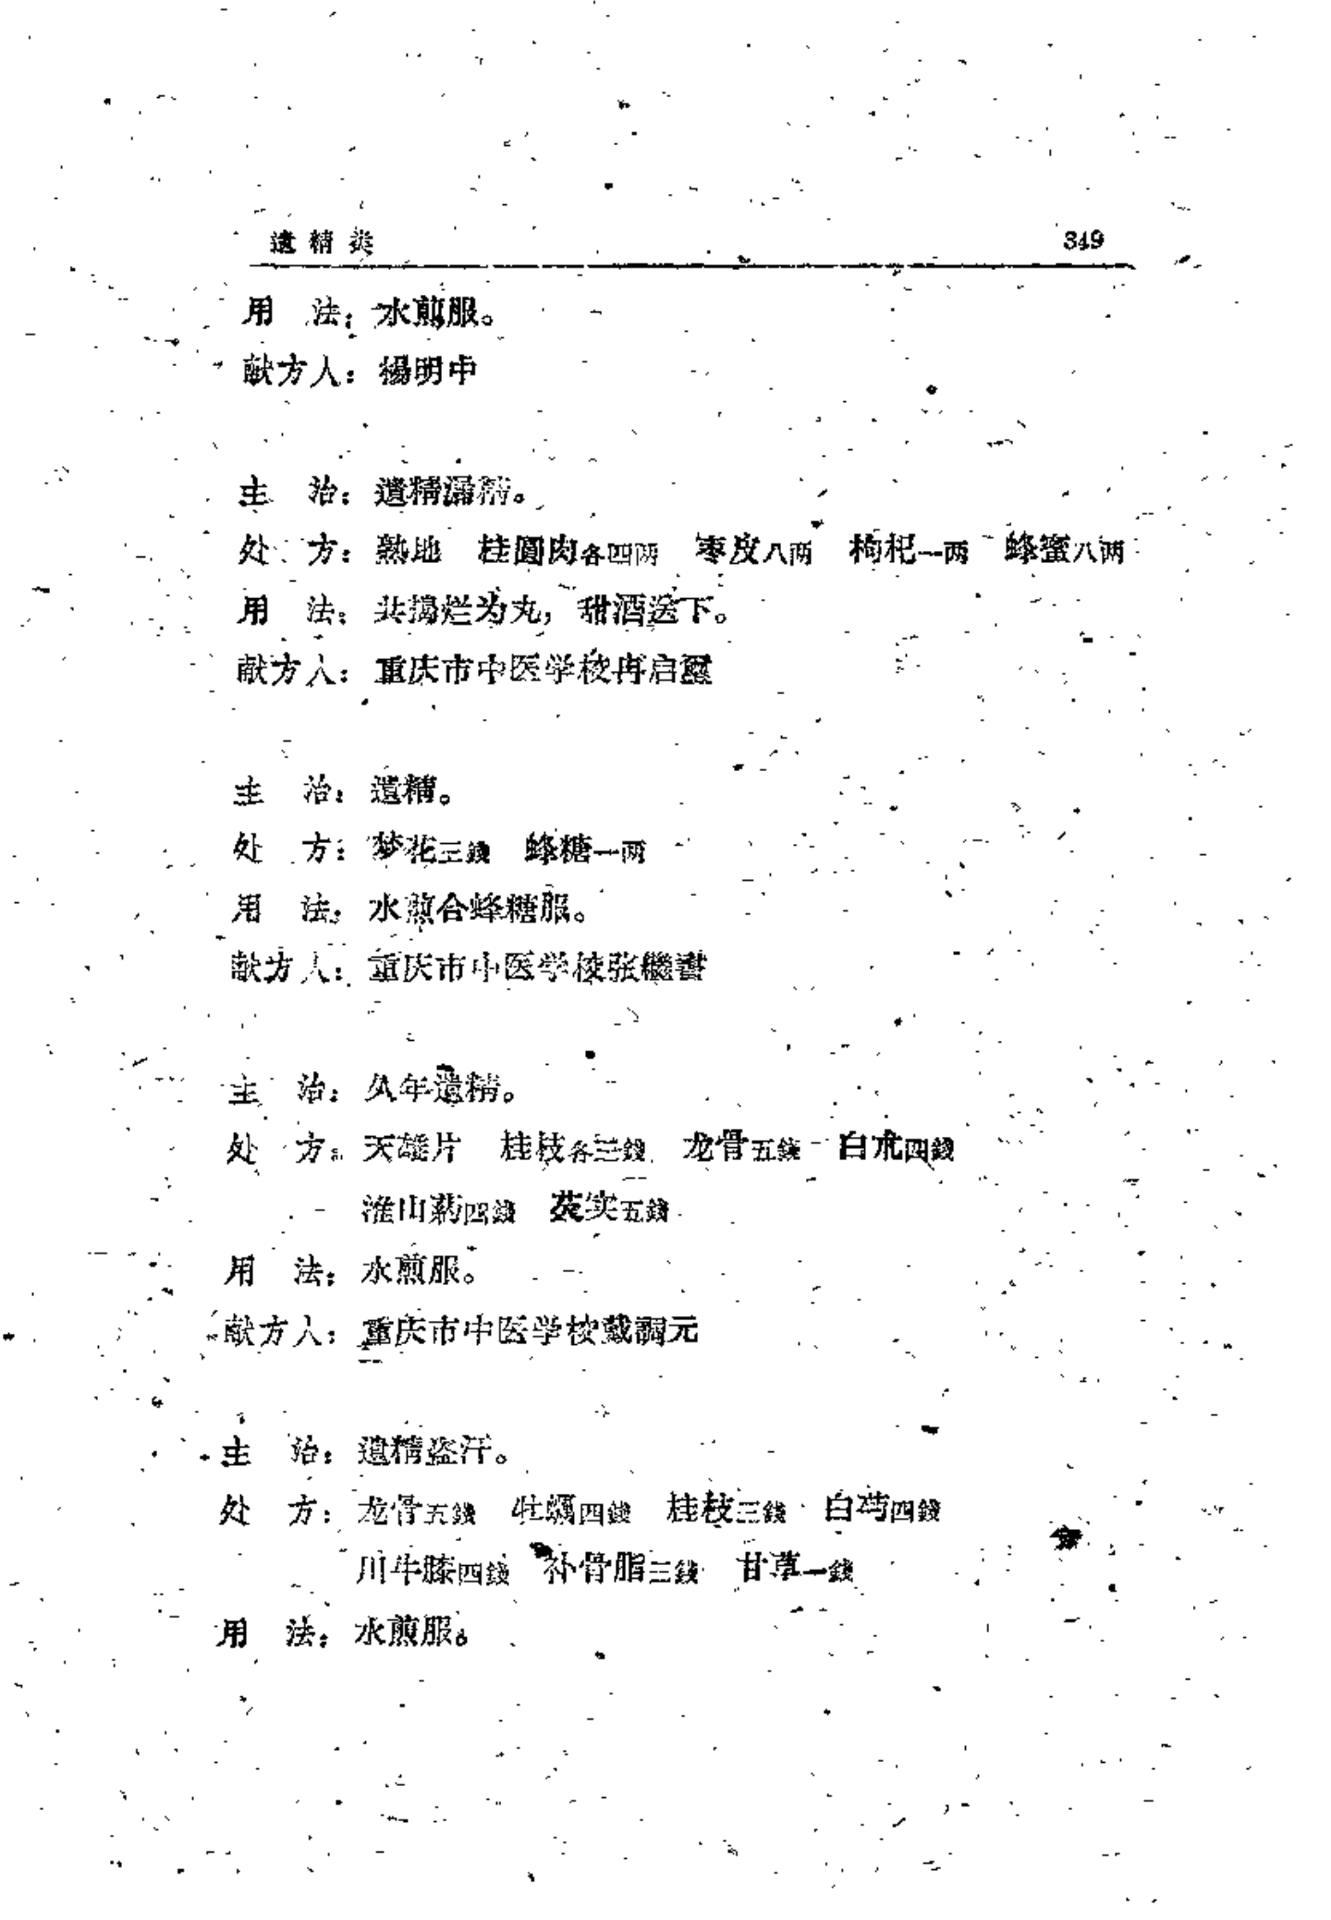 遺精类 349
用 法：水煎服。
献方人：楊明中
主 治：遺精滑精。
处 方：熟地 桂圓肉各四两 枣皮八两 枸杞一两 蜂蜜八两
用 法：共搗烂为丸，甜酒送下。
献方人：重庆市中医学校冉启
主 治：遺精。
处 方：梦花三錢 蜂糖一两
用 法：水煎合蜂糖服。
献方人：重庆市中医学校张繼書
主 治：久年遺精。
处 方：天雄片 桂枝各三錢 龙骨五錢 白朮四錢
淮山药四錢 芡实五錢
用 法：水煎服。
献方人：重庆市中医学校戴調元
主 治：遺精盗汗。
处 方：龙骨五錢 牡蠣四錢 桂枝三錢 白芍四錢
川牛膝四錢 补骨脂三錢 甘草一錢
用 法：水煎服。